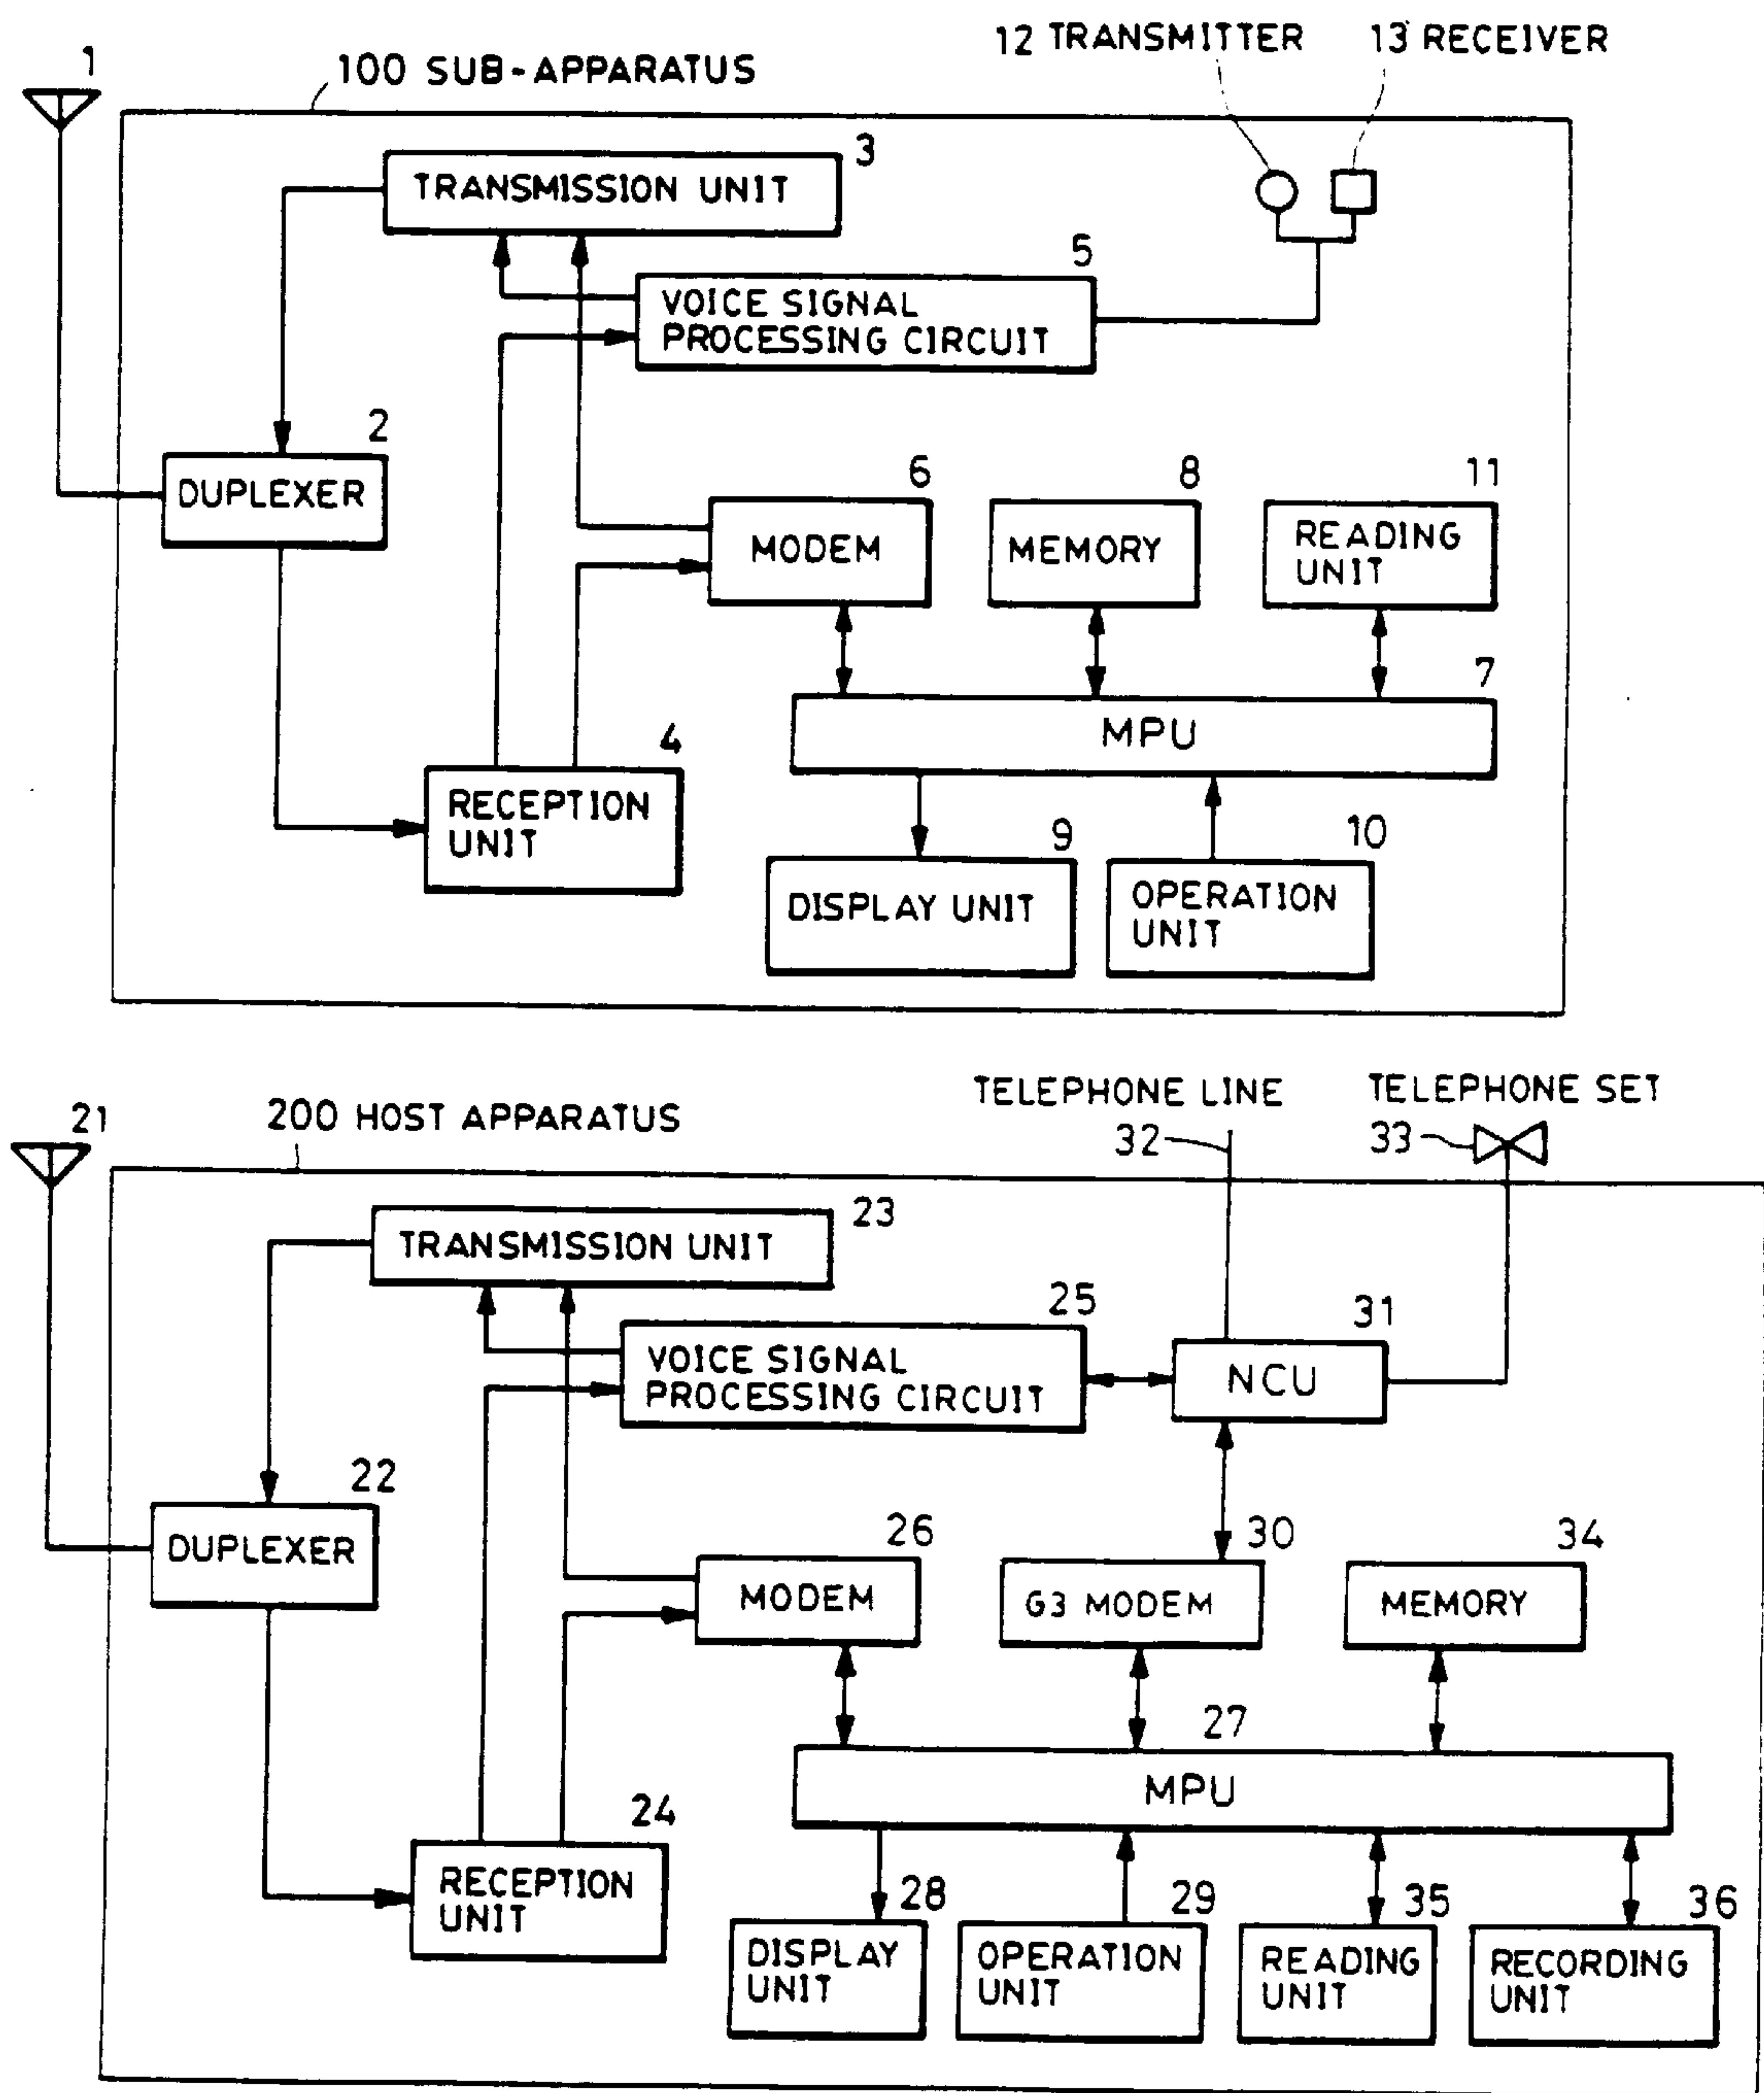 12 TRANSMITTER
13 RECEIVER
1
100 SUB-APPARATUS
3
TRANSMISSION UNIT
5
VOICE SIGNAL
PROCESSING CIRCUIT
2
DUPLEXER
6
MODEM
8
MEMORY
11
READING
UNIT
7
MPU
4
RECEPTION
UNIT
9
DISPLAY UNIT
10
OPERATION
UNIT
TELEPHONE LINE
32
TELEPHONE SET
33
21
200 HOST APPARATUS
23
TRANSMISSION UNIT
25
VOICE SIGNAL
PROCESSING CIRCUIT
31
NCU
22
DUPLEXER
26
MODEM
30
G3 MODEM
34
MEMORY
27
MPU
24
RECEPTION
UNIT
28
DISPLAY
UNIT
29
OPERATION
UNIT
35
READING
UNIT
36
RECORDING
UNIT